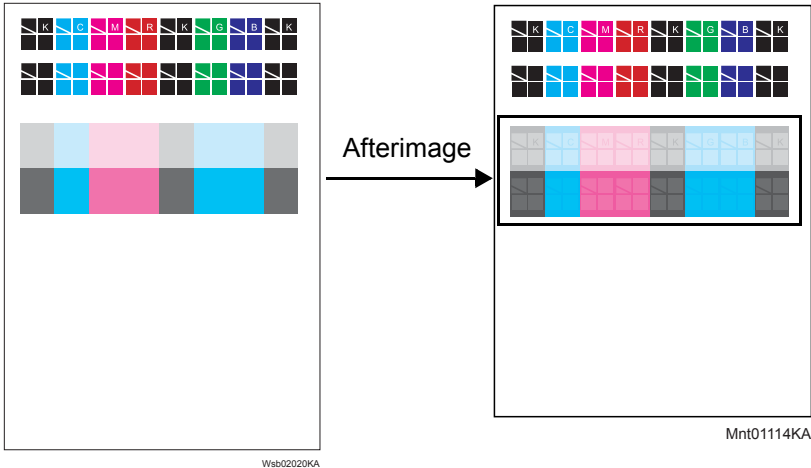 K C M R K G B K
Afterimage
Wsb02020KA
K C M R K G B K
K C M R K G B K
Mnt01114KA